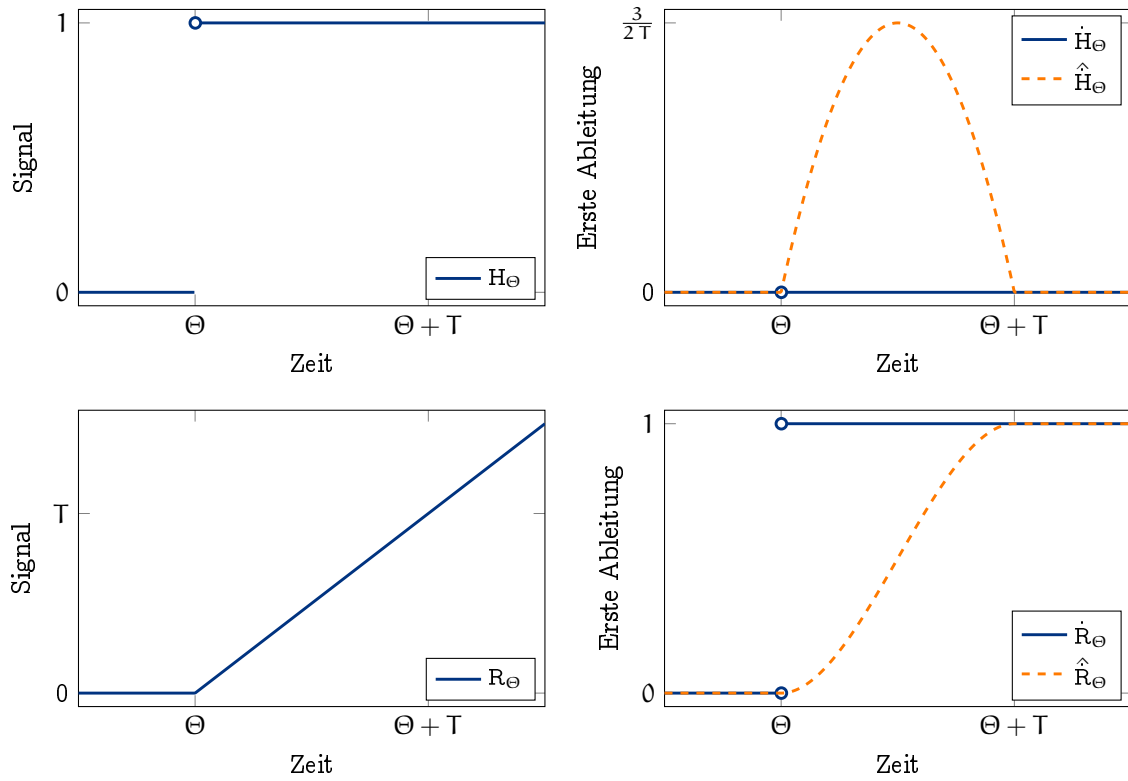 1
0
Signal
Θ
Θ + T
Zeit
H_Θ
3/(2T)
0
Erste Ableitung
Θ
Θ + T
Zeit
Ḣ_Θ
Ḣ̂_Θ
T
0
Signal
Θ
Θ + T
Zeit
R_Θ
1
0
Erste Ableitung
Θ
Θ + T
Zeit
Ṙ_Θ
Ṙ̂_Θ